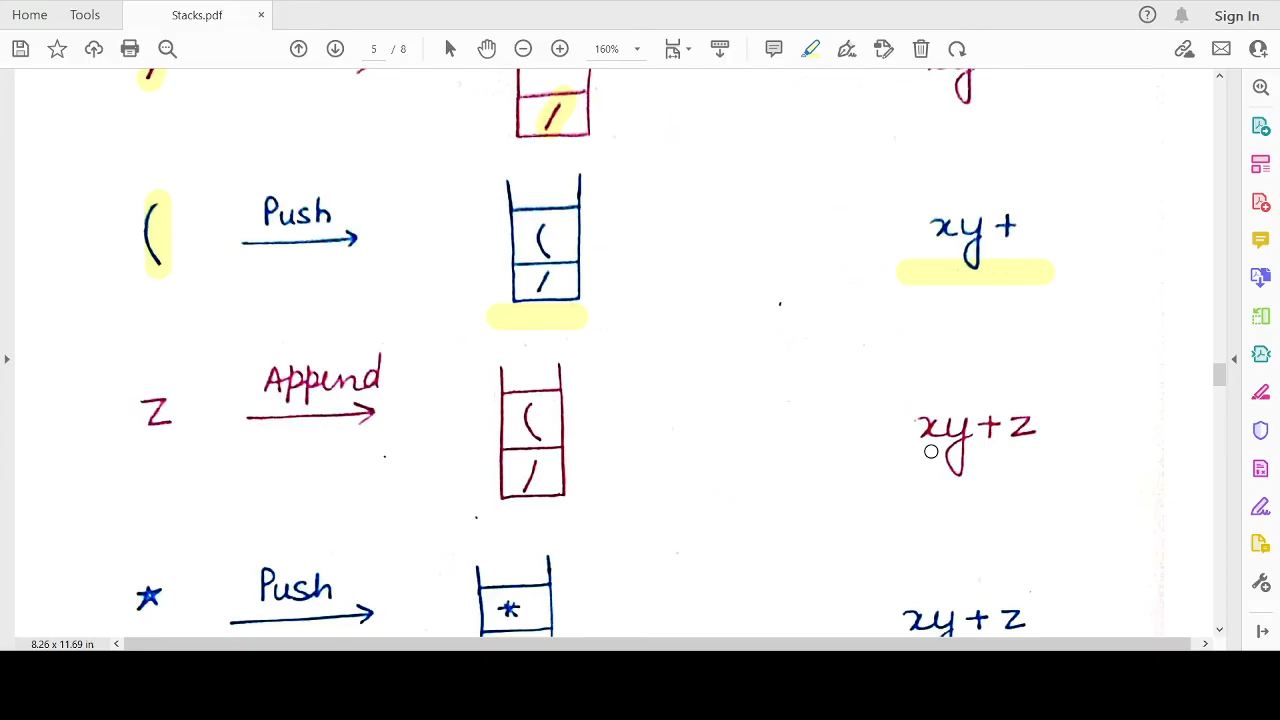 Home Tools Stacks.pdf × Sign In
5 / 8 160%
/ / xy
( Push ( xy +
/
Z Append ( xy + z
/
* Push * xy + z
8.26 x 11.69 in